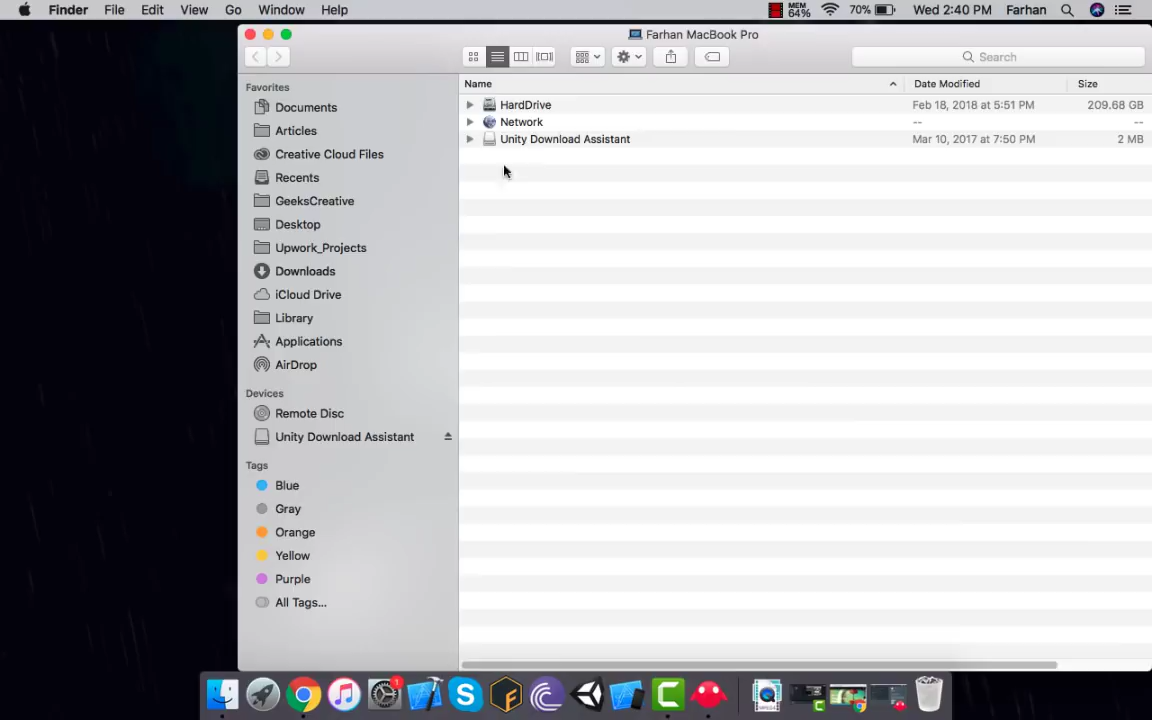 Finder File Edit View Go Window Help MEM 64% 70% Wed 2:40 PM Farhan
Farhan MacBook Pro
Search
Favorites
Documents
Articles
Creative Cloud Files
Recents
GeeksCreative
Desktop
Upwork_Projects
Downloads
iCloud Drive
Library
Applications
AirDrop
Devices
Remote Disc
Unity Download Assistant
Tags
Blue
Gray
Orange
Yellow
Purple
All Tags...
Name Date Modified Size
HardDrive Feb 18, 2018 at 5:51 PM 209.68 GB
Network -- --
Unity Download Assistant Mar 10, 2017 at 7:50 PM 2 MB
1